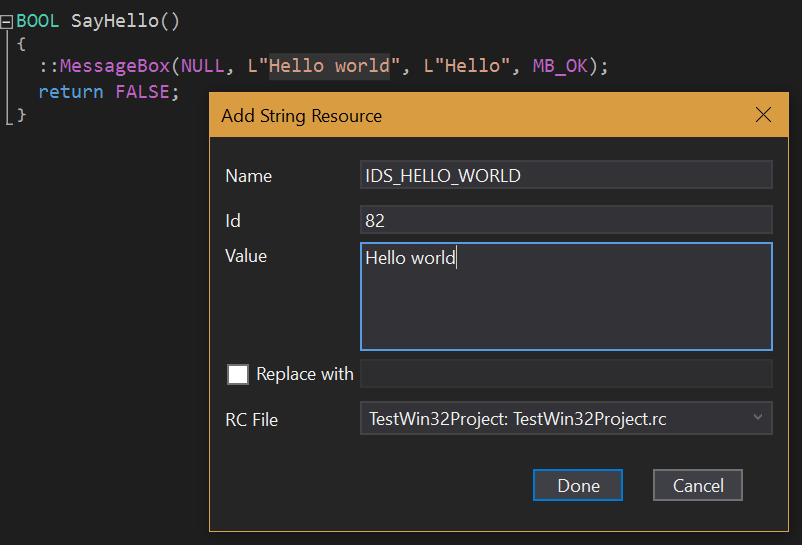 BOOL SayHello()
{
::MessageBox(NULL, L"Hello world", L"Hello", MB_OK);
return FALSE;
}
Add String Resource
Name IDS_HELLO_WORLD
Id 82
Value Hello world
Replace with
RC File TestWin32Project: TestWin32Project.rc
Done Cancel